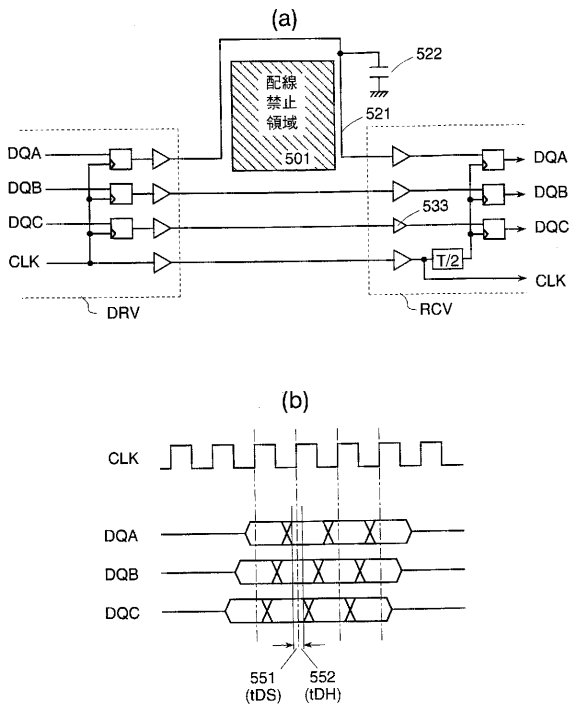 (a)
522
配線
禁止
領域
521
501
DQA
DQB
DQC
CLK
533
T/2
DQA
DQB
DQC
CLK
DRV
RCV
(b)
CLK
DQA
DQB
DQC
551
(tDS)
552
(tDH)